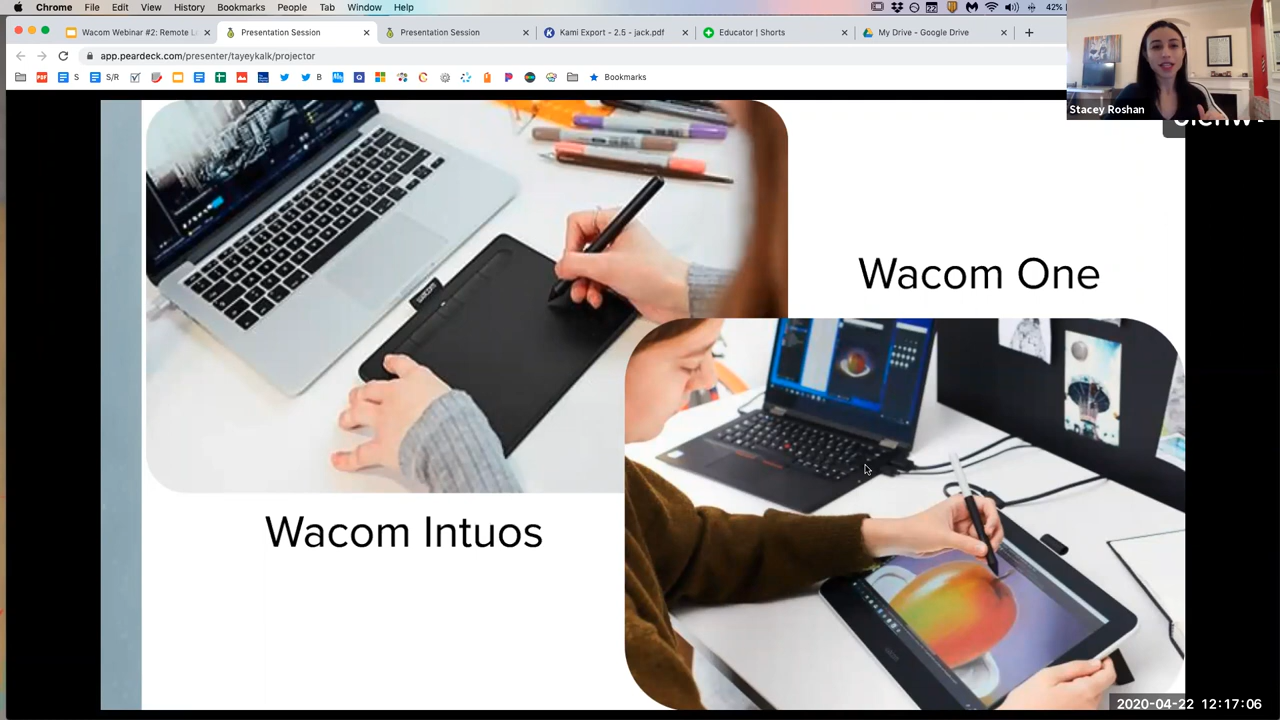 Chrome File Edit View History Bookmarks People Tab Window Help 42%
Wacom Webinar #2: Remote L Presentation Session Presentation Session Kami Export - 2.5 - jack.pdf Educator | Shorts My Drive - Google Drive
app.peardeck.com/presenter/tayeykalk/projector
S S/R B Bookmarks
Stacey Roshan
wacom
Wacom One
Wacom Intuos
2020-04-22 12:17:06